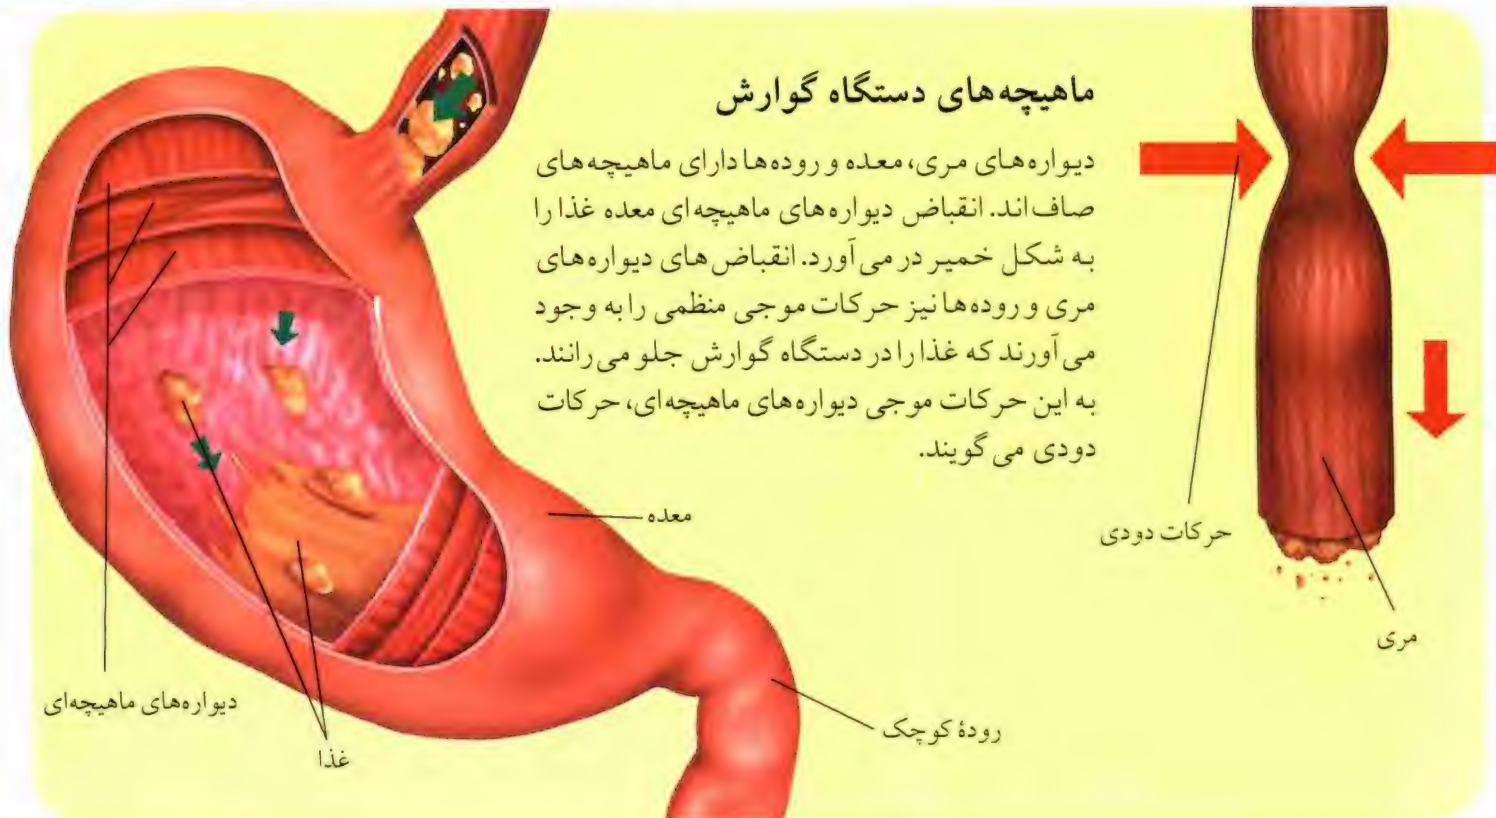 ماهیچه‌های دستگاه گوارش
دیواره‌های مری، معده و روده‌ها دارای ماهیچه‌های
صاف‌اند. انقباض دیواره‌های ماهیچه‌ای معده غذا را
به شکل خمیر در می‌آورد. انقباض‌های دیواره‌های
مری و روده‌ها نیز حرکات موجی منظمی را به وجود
می‌آورند که غذا را در دستگاه گوارش جلو می‌رانند.
به این حرکات موجی دیواره‌های ماهیچه‌ای، حرکات
دودی می‌گویند.
حرکات دودی
مری
معده
رودهٔ کوچک
دیواره‌های ماهیچه‌ای
غذا